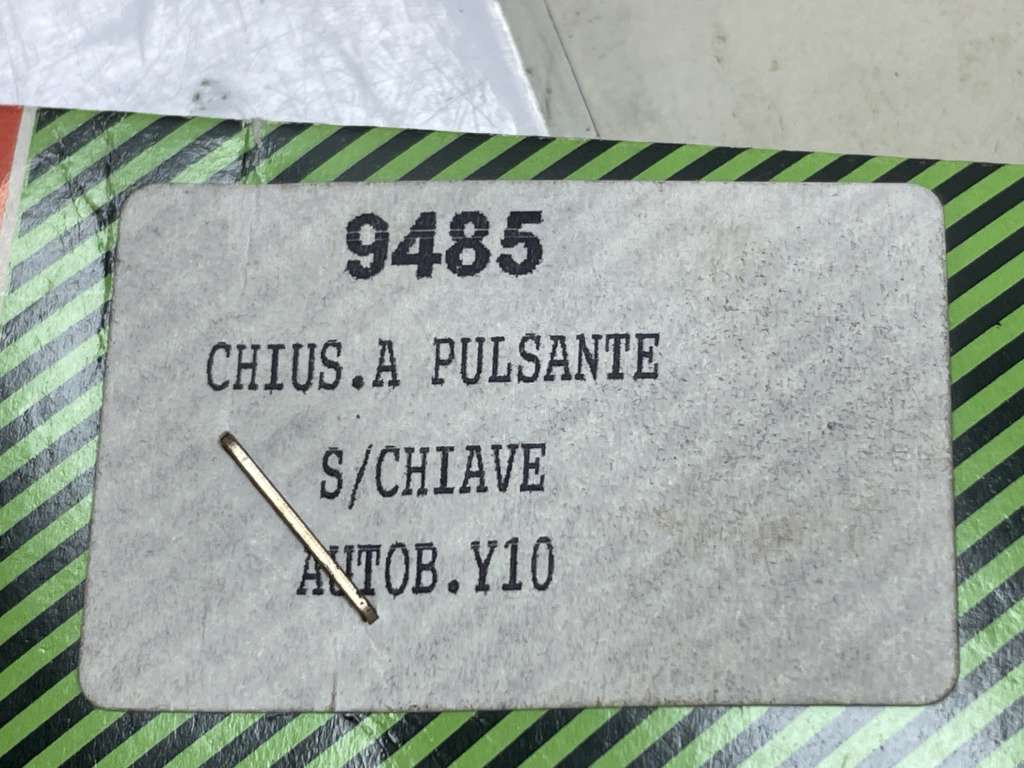 9485
CHIUS.A PULSANTE
S/CHIAVE
AUTOB.Y10